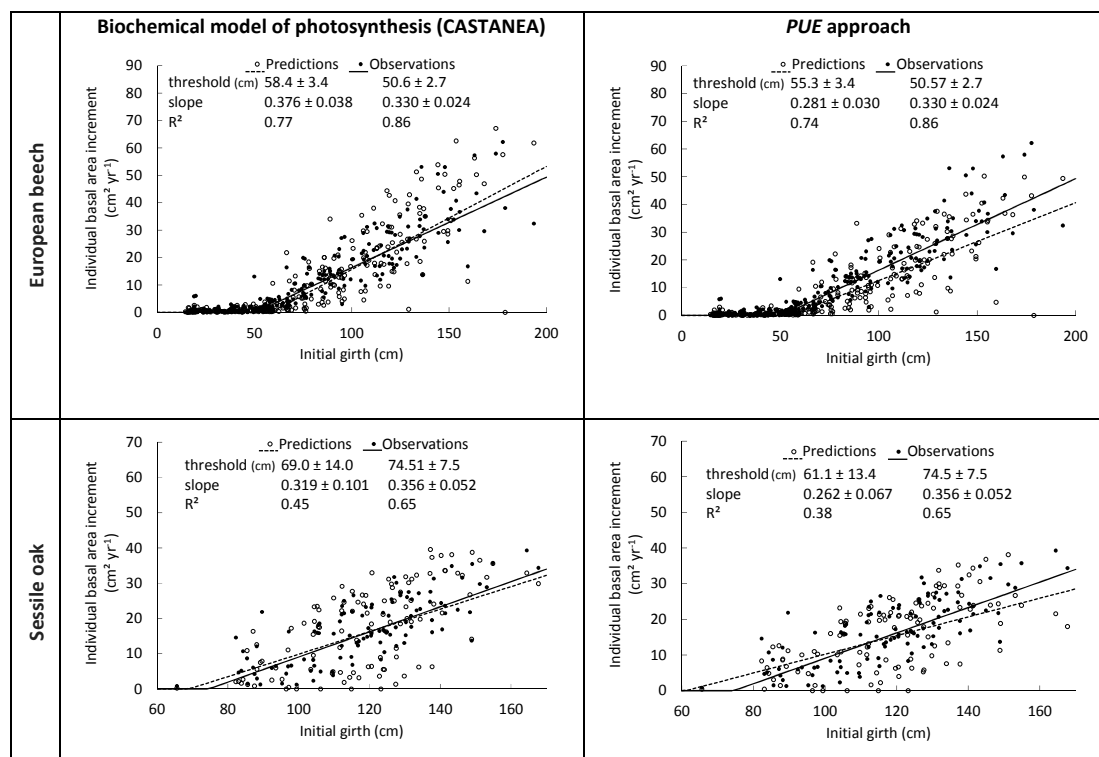 Biochemical model of photosynthesis (CASTANEA)
PUE approach
European beech
Individual basal area increment
(cm² yr⁻¹)
90
80
70
60
50
40
30
20
10
0
Predictions Observations
threshold (cm) 58.4 ± 3.4 50.6 ± 2.7
slope 0.376 ± 0.038 0.330 ± 0.024
R² 0.77 0.86
0 50 100 150 200
Initial girth (cm)
Individual basal area increment
(cm² yr⁻¹)
90
80
70
60
50
40
30
20
10
0
Predictions Observations
threshold (cm) 55.3 ± 3.4 50.57 ± 2.7
slope 0.281 ± 0.030 0.330 ± 0.024
R² 0.74 0.86
0 50 100 150 200
Initial girth (cm)
Sessile oak
Individual basal area increment
(cm² yr⁻¹)
70
60
50
40
30
20
10
0
Predictions Observations
threshold (cm) 69.0 ± 14.0 74.51 ± 7.5
slope 0.319 ± 0.101 0.356 ± 0.052
R² 0.45 0.65
60 80 100 120 140 160
Initial girth (cm)
Individual basal area increment
(cm² yr⁻¹)
70
60
50
40
30
20
10
0
Predictions Observations
threshold (cm) 61.1 ± 13.4 74.5 ± 7.5
slope 0.262 ± 0.067 0.356 ± 0.052
R² 0.38 0.65
60 80 100 120 140 160
Initial girth (cm)